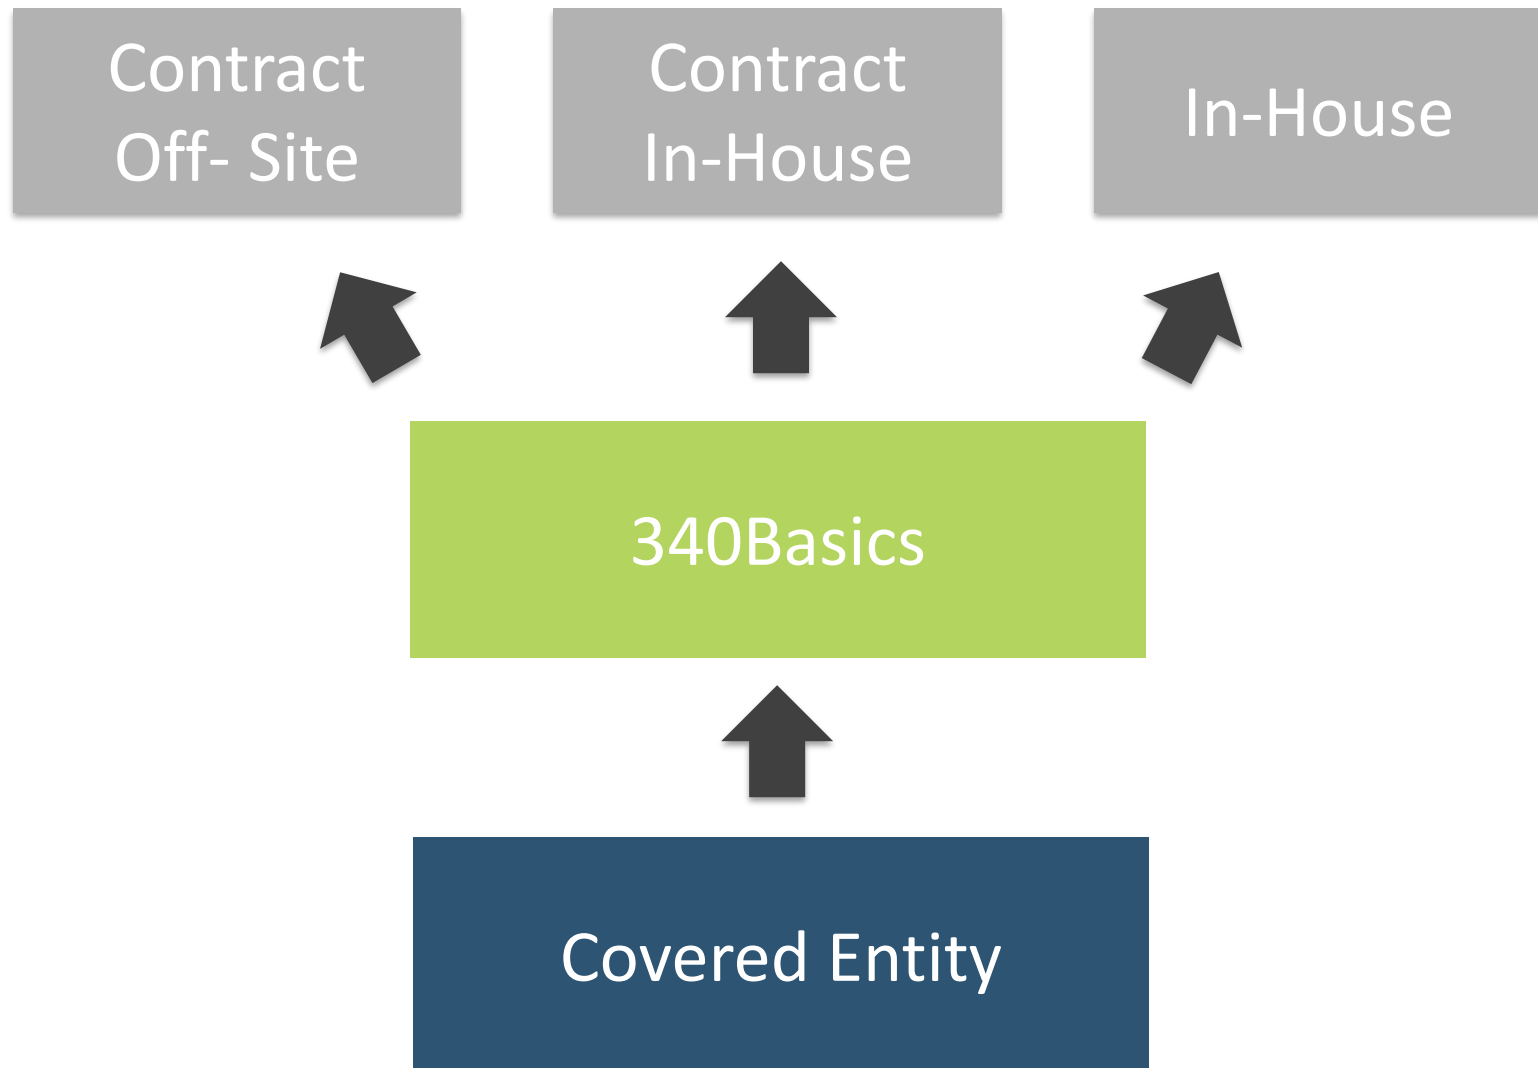 Contract
Off- Site
Contract
In-House
In-House
340Basics
Covered Entity